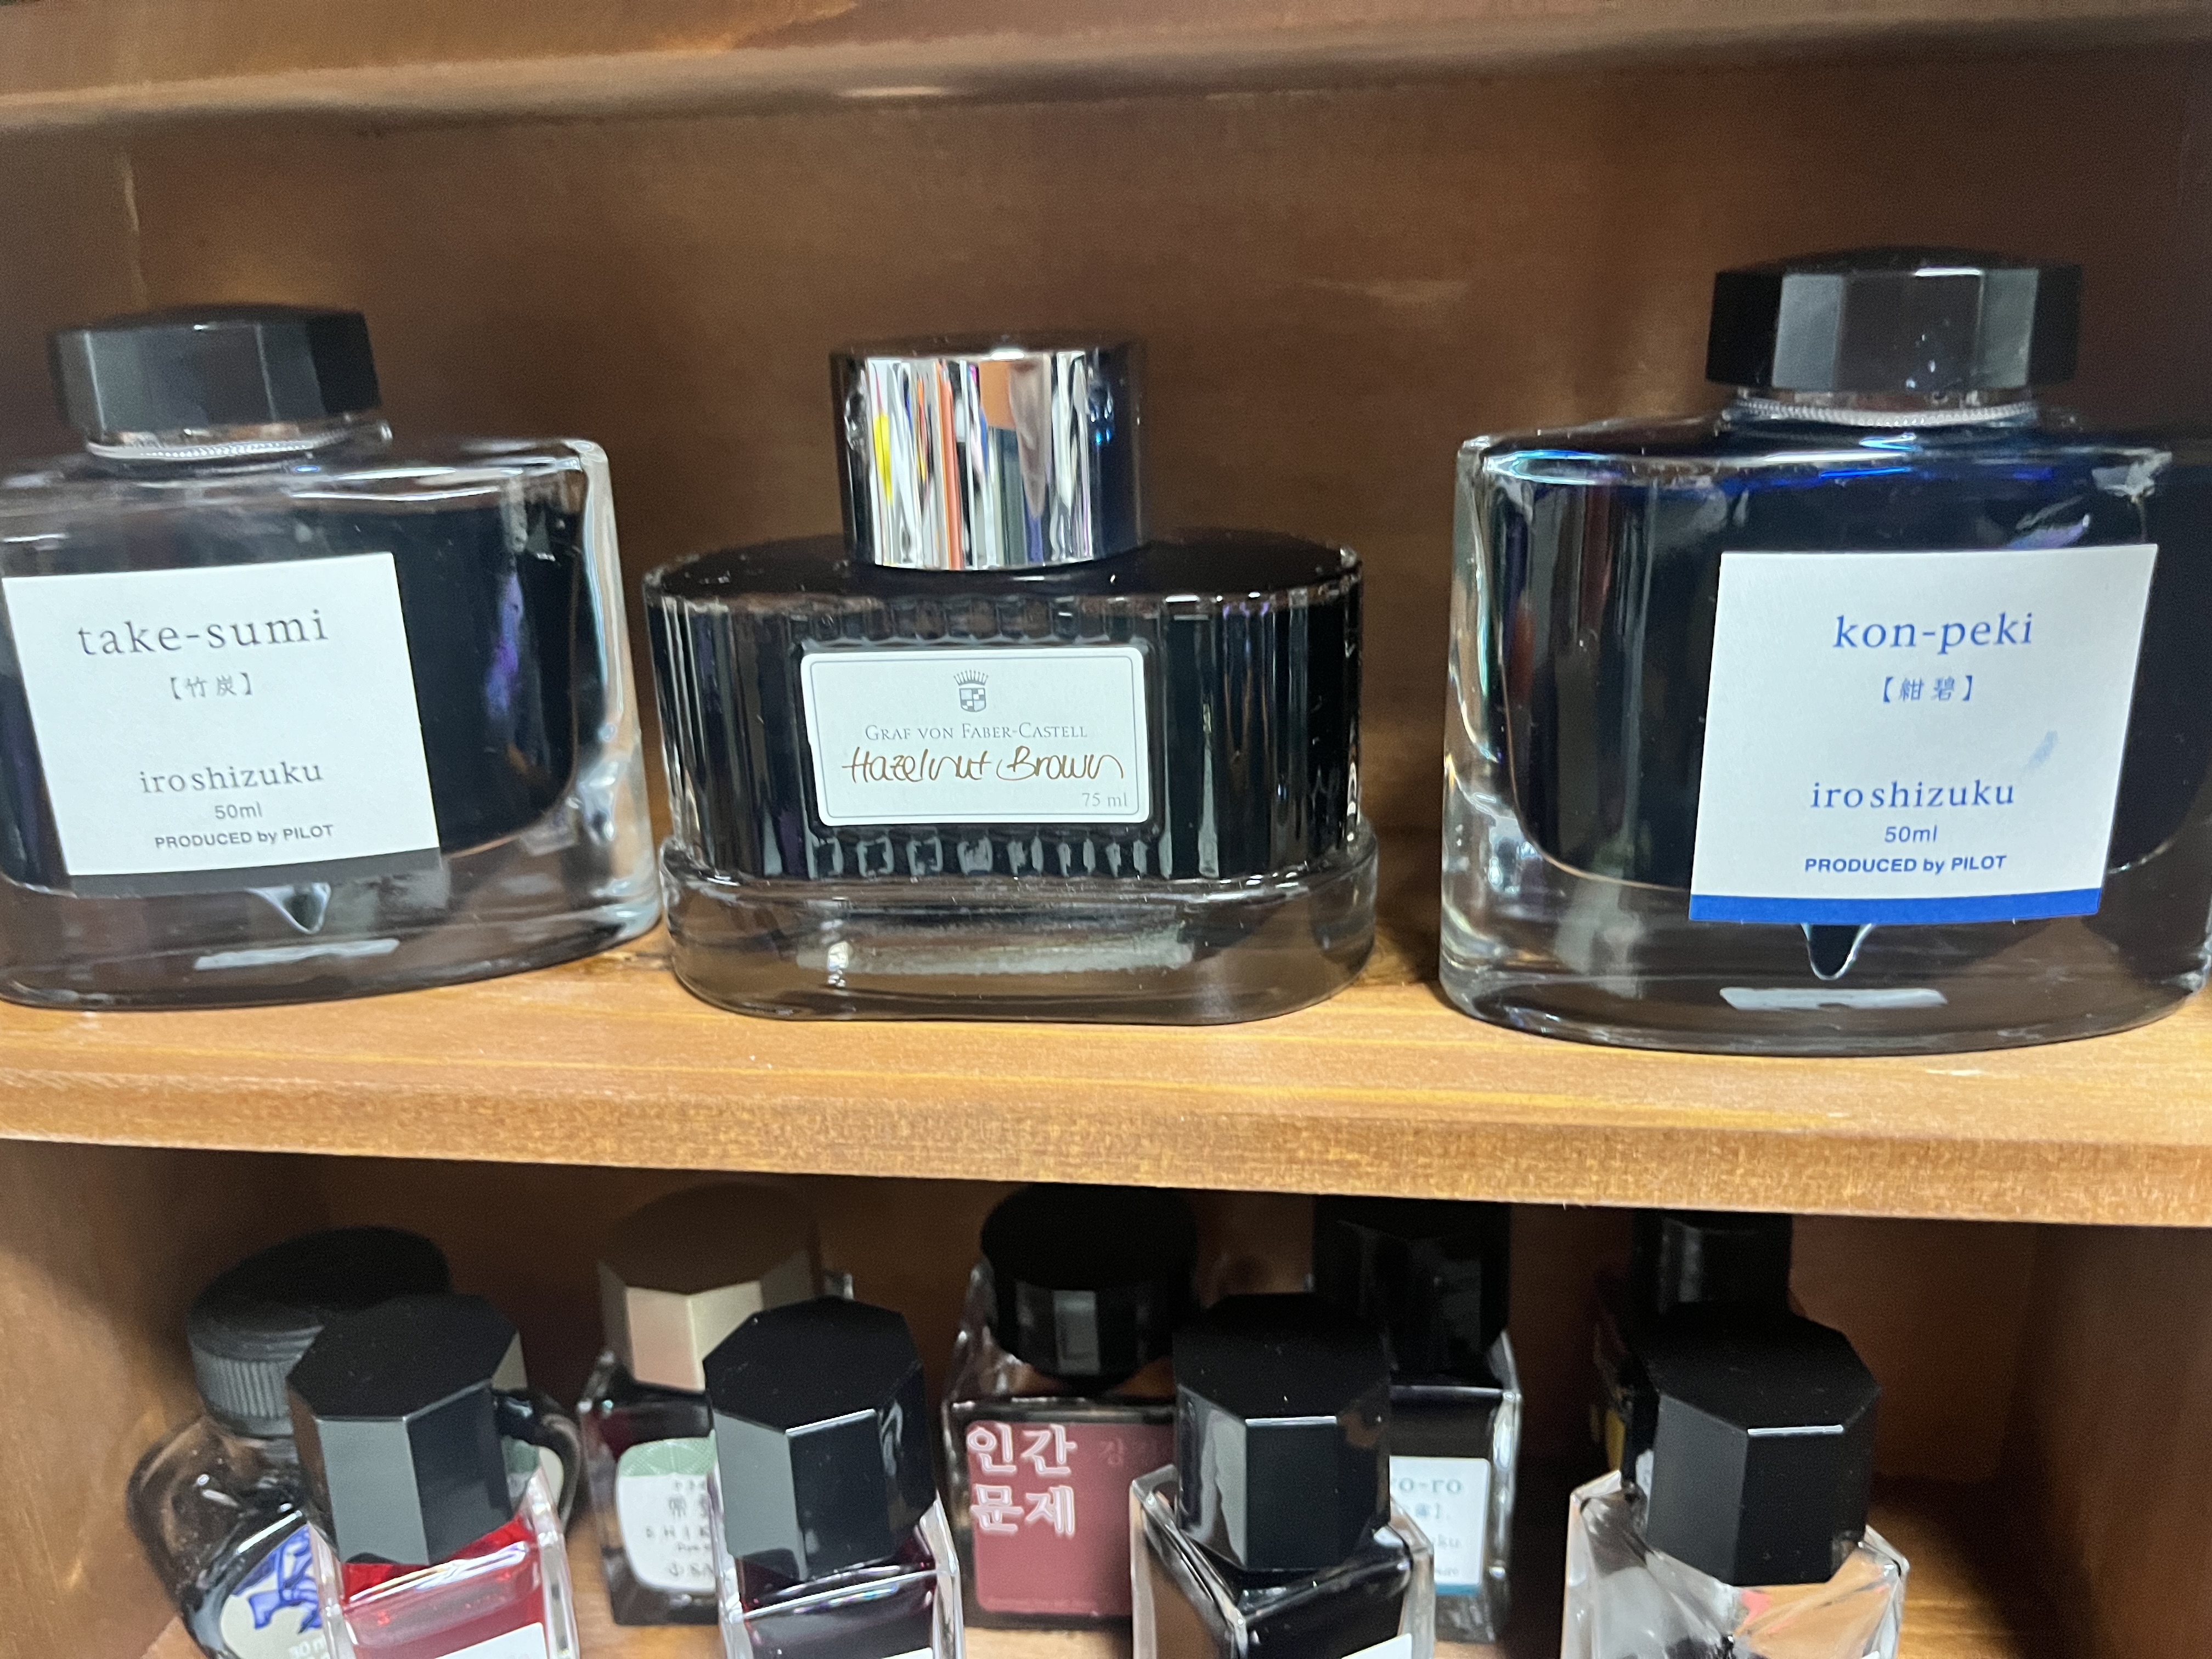 take-sumi
【竹炭】
iroshizuku
50ml
PRODUCED by PILOT
GRAF VON FABER-CASTELL
Hazelnut Brown
75 ml
kon-peki
【紺碧】
iroshizuku
50ml
PRODUCED by PILOT
인간
문제